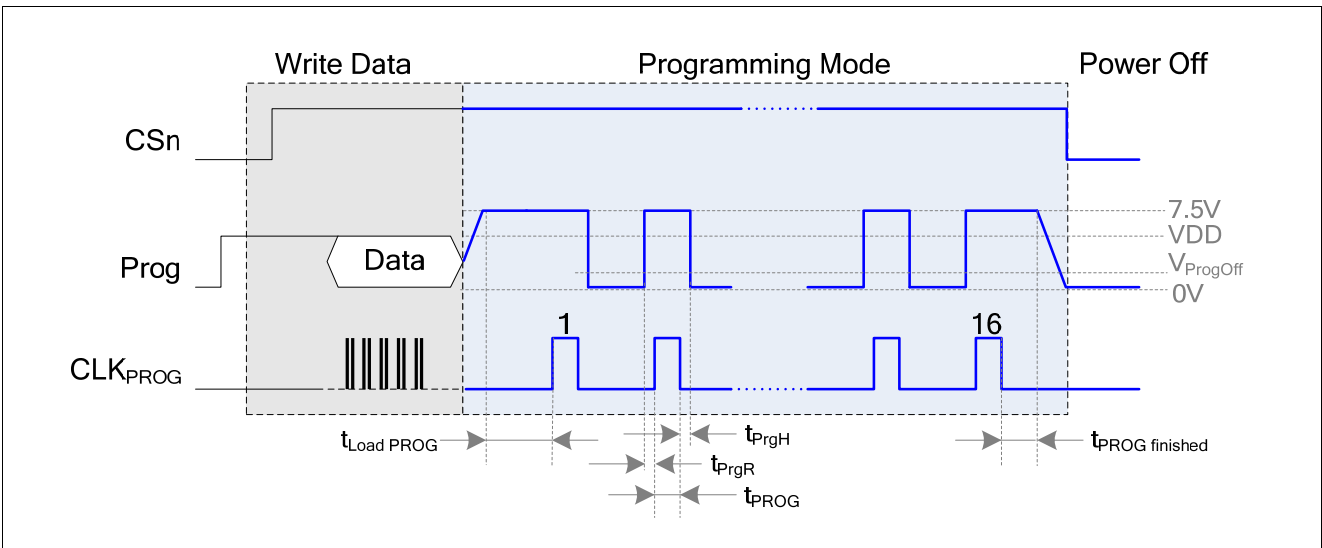 Write Data
Programming Mode
Power Off
CSn
7.5V
VDD
Prog
Data
VProgOff
0V
1
16
CLKPROG
tLoad PROG
tPrgH
tPROG finished
tPrgR
tPROG